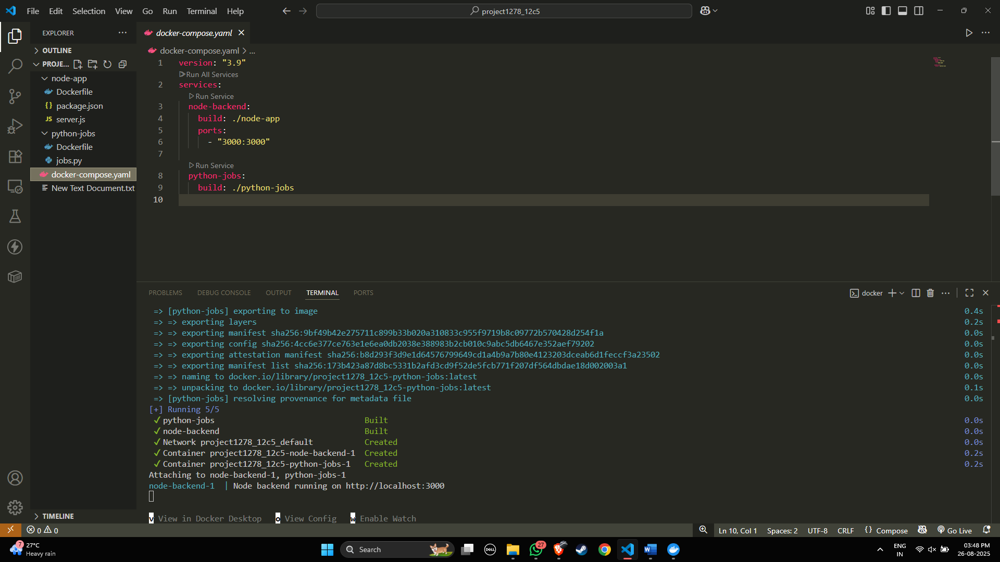 File Edit Selection View Go Run Terminal Help
project1278_12c5
EXPLORER
OUTLINE
PROJE...
node-app
Dockerfile
package.json
JS server.js
python-jobs
Dockerfile
jobs.py
docker-compose.yaml
New Text Document.txt
TIMELINE
docker-compose.yaml
docker-compose.yaml > ...
1 version: "3.9"
Run All Services
2 services:
Run Service
3 node-backend:
4 build: ./node-app
5 ports:
6 - "3000:3000"
7
Run Service
8 python-jobs:
9 build: ./python-jobs
10
PROBLEMS DEBUG CONSOLE OUTPUT TERMINAL PORTS
docker
=> [python-jobs] exporting to image 0.4s
=> => exporting layers 0.2s
=> => exporting manifest sha256:9bf49b42e275711c899b33b020a310833c955f9719b8c09772b570428d254f1a 0.0s
=> => exporting config sha256:4cc6e377ce763e1e6ea0db2038e388983b2cb010c9abc5db6467e352aef79202 0.0s
=> => exporting attestation manifest sha256:b8d293f3d9e1d64576799649cd1a4b9a7b80e4123203dceab6d1feccf3a23502 0.0s
=> => exporting manifest list sha256:173b423a87d8bc5331b2afd3cd9f52de5fcb771f207df564dbdae18d002003a1 0.0s
=> => naming to docker.io/library/project1278_12c5-python-jobs:latest 0.0s
=> => unpacking to docker.io/library/project1278_12c5-python-jobs:latest 0.1s
=> [python-jobs] resolving provenance for metadata file 0.0s
[+] Running 5/5
✓ python-jobs Built 0.0s
✓ node-backend Built 0.0s
✓ Network project1278_12c5_default Created 0.0s
✓ Container project1278_12c5-node-backend-1 Created 0.2s
✓ Container project1278_12c5-python-jobs-1 Created 0.2s
Attaching to node-backend-1, python-jobs-1
node-backend-1 | Node backend running on http://localhost:3000
v View in Docker Desktop o View Config w Enable Watch
0 0
Ln 10, Col 1 Spaces: 2 UTF-8 CRLF {} Compose Go Live
7
27°C
Heavy rain
Search
DELL
27
ENG
IN
03:48 PM
26-08-2025